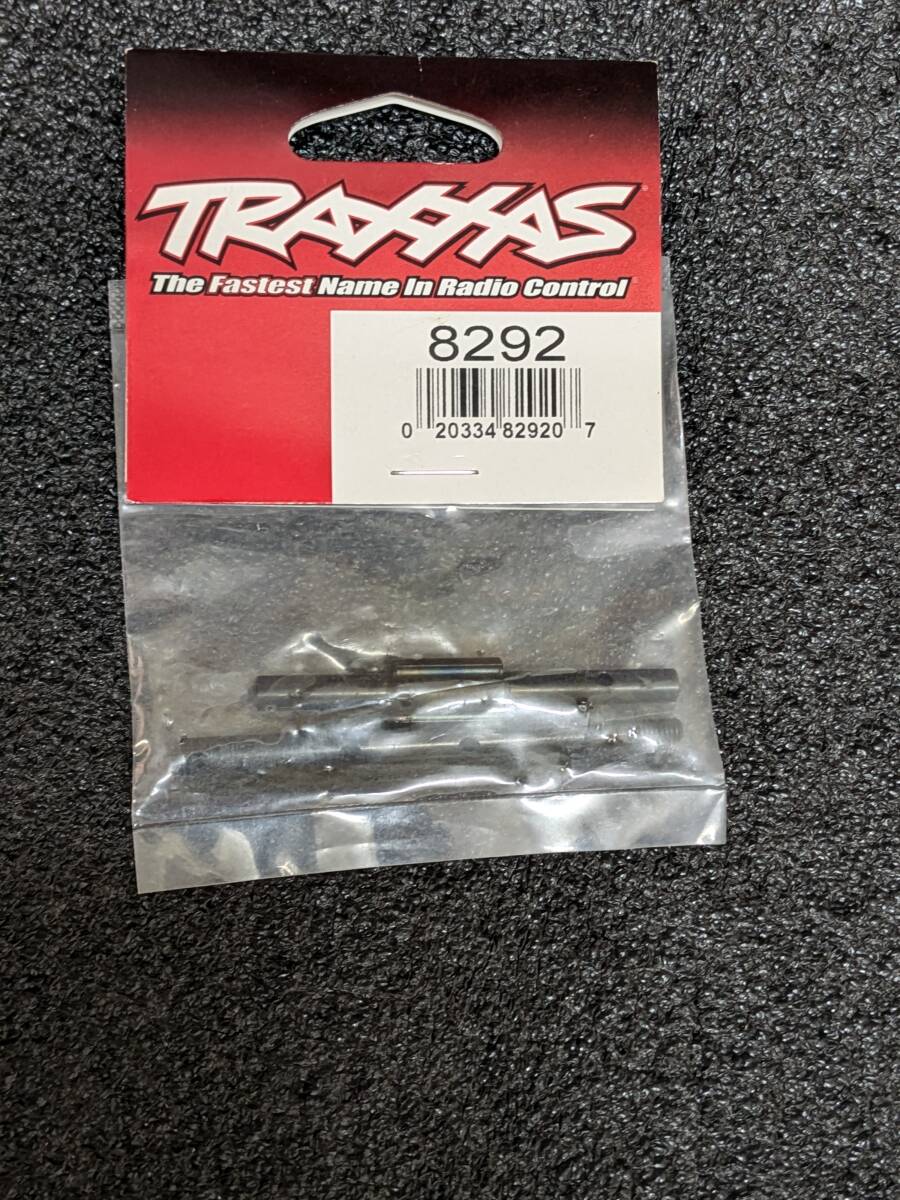 TRAXXAS
The Fastest Name In Radio Control
8292
0 20334 82920 7